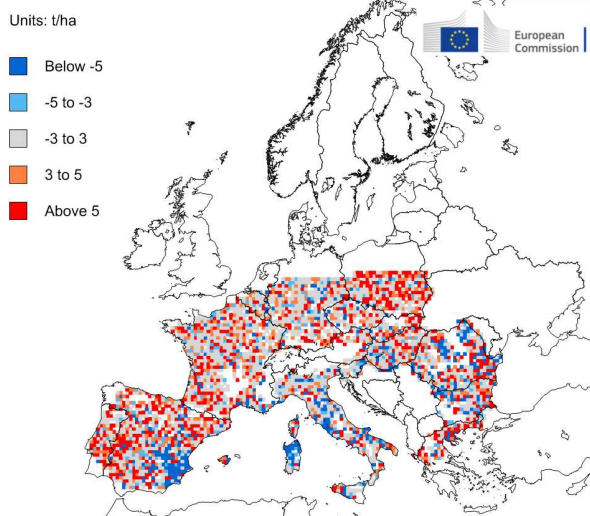 Units: t/ha
Below -5
-5 to -3
-3 to 3
3 to 5
Above 5
European
Commission